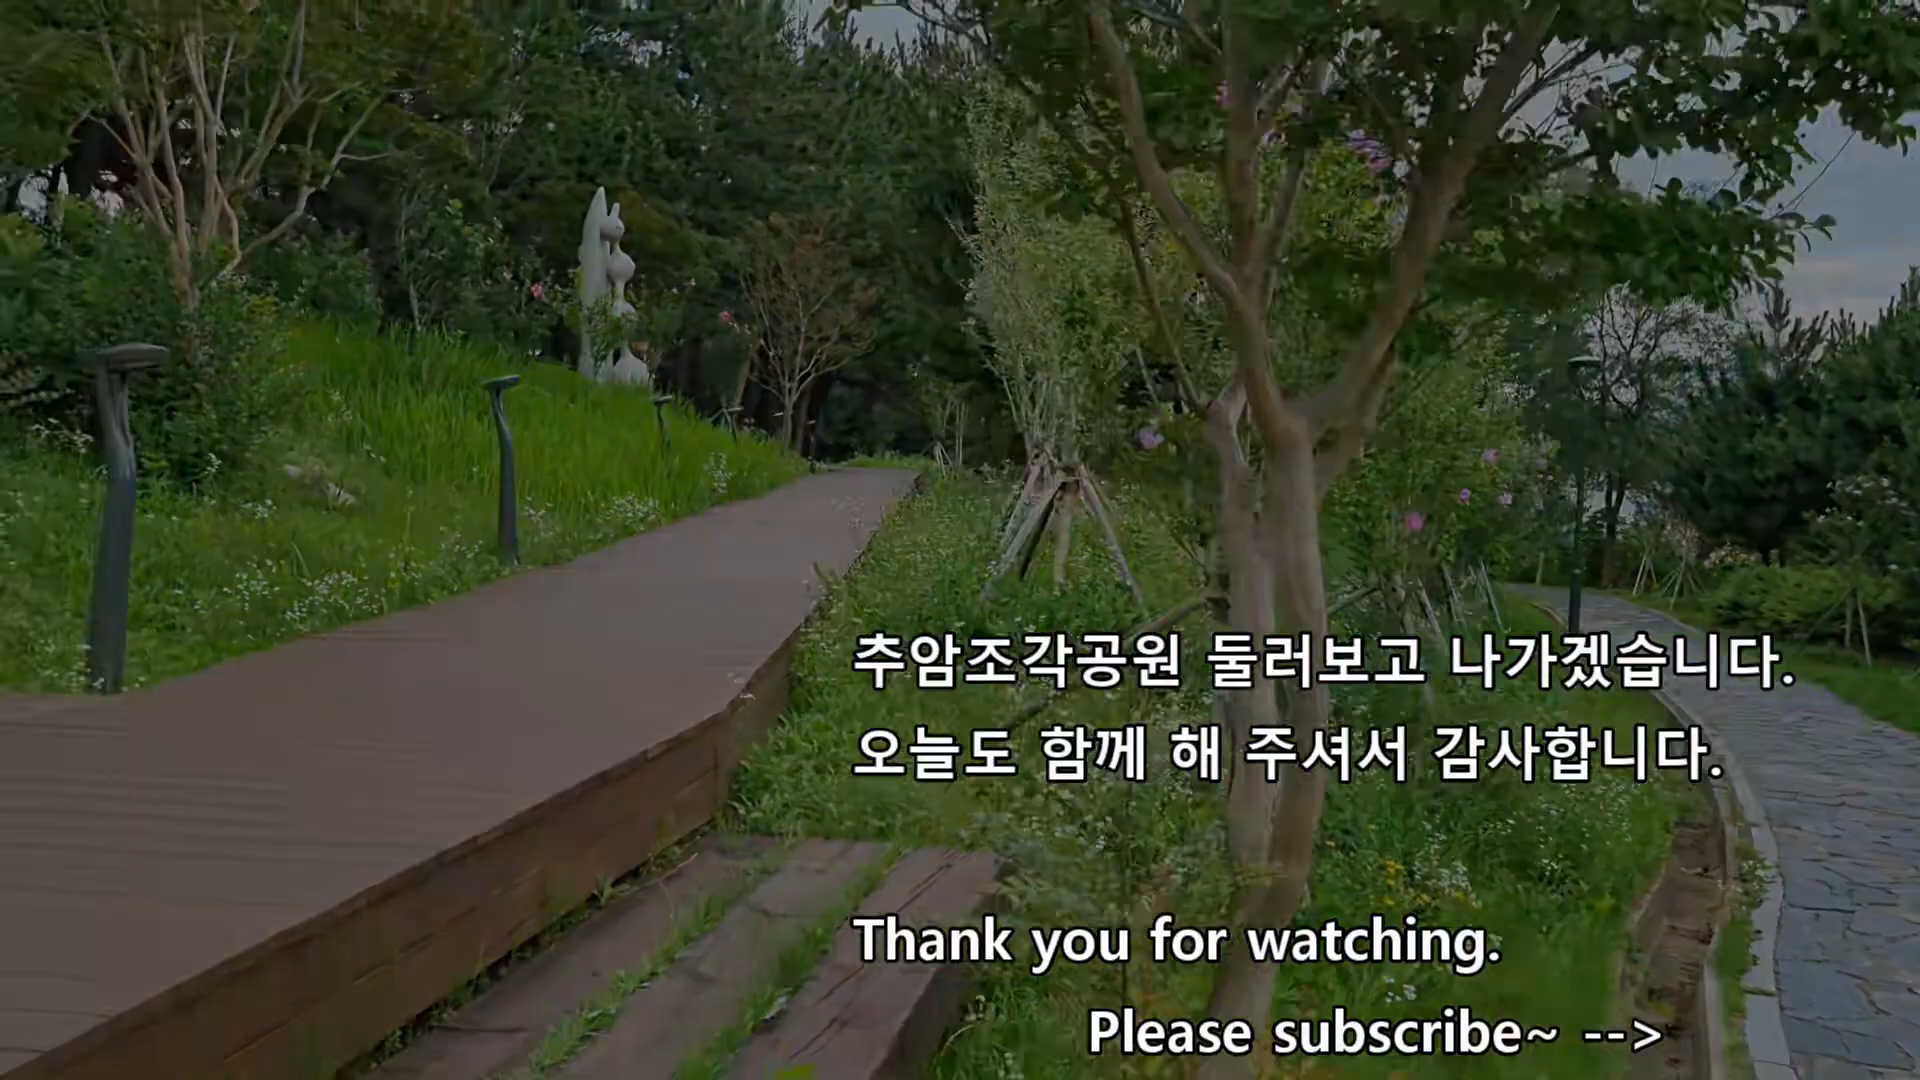 추암조각공원 둘러보고 나가겠습니다.
오늘도 함께 해 주셔서 감사합니다.
Thank you for watching.
Please subscribe~ -->